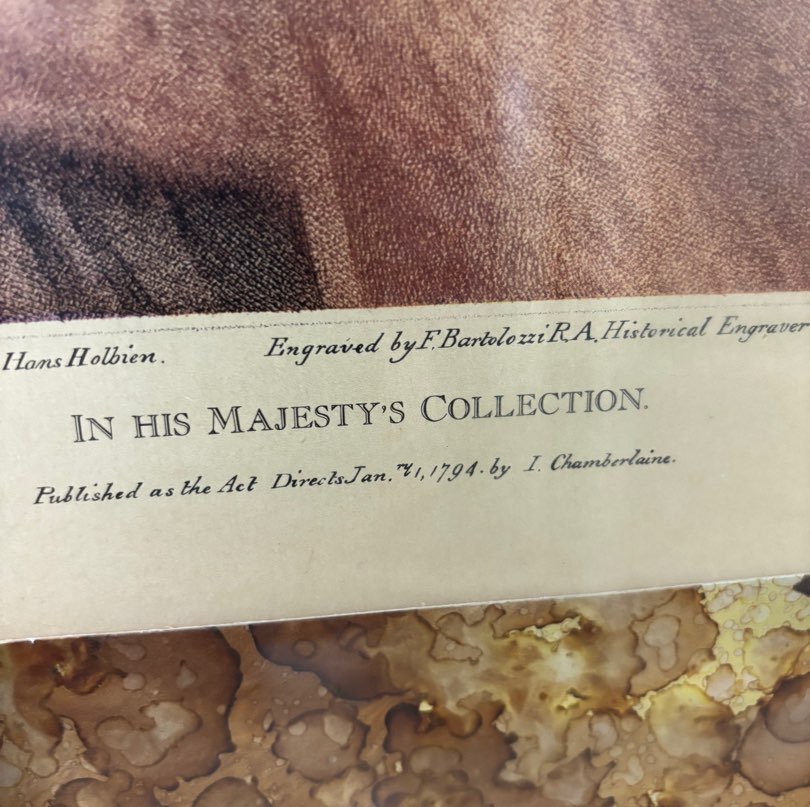 Hans Holbien. Engraved by F. Bartolozzi R.A. Historical Engraver
IN HIS MAJESTY'S COLLECTION.
Published as the Act Directs Jan.ry 1, 1794. by I. Chamberlaine.